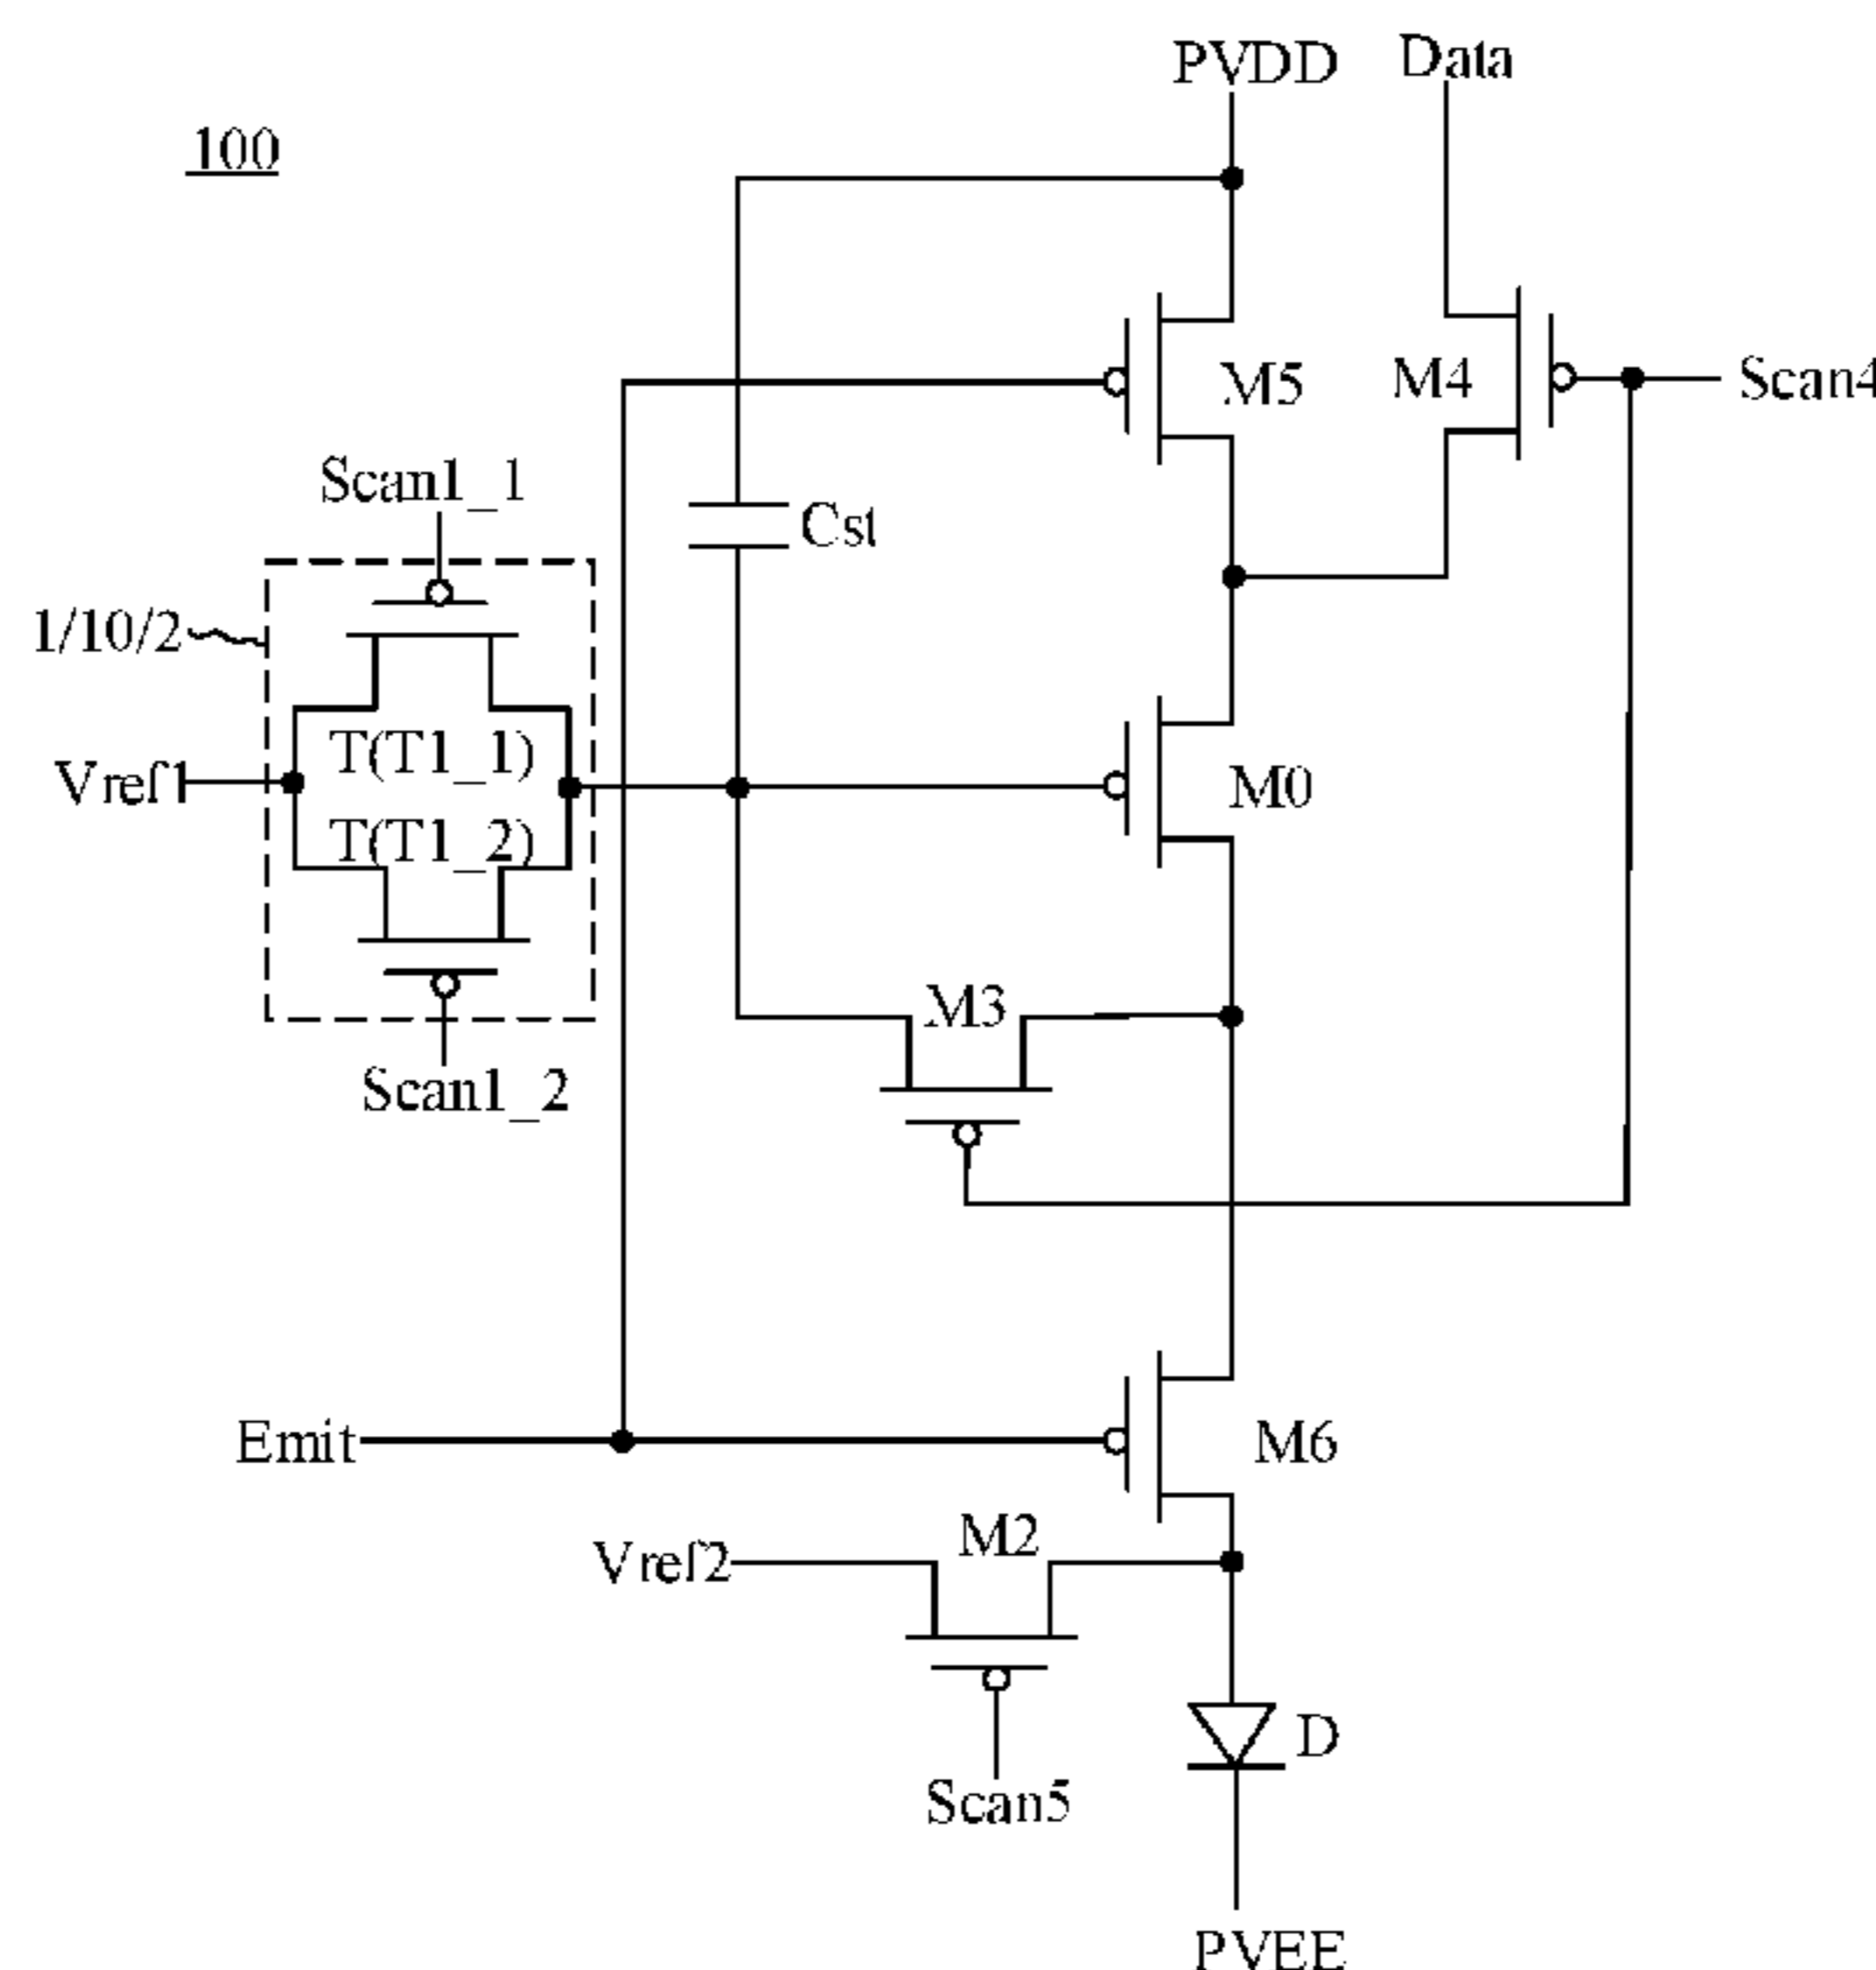 PVDD
Data
100
M5
M4
Scan4
Scan1_1
Cst
1/10/2
T(T1_1)
Vref1
M0
T(T1_2)
M3
Scan1_2
Emit
M6
M2
Vref2
D
Scan5
PVEE